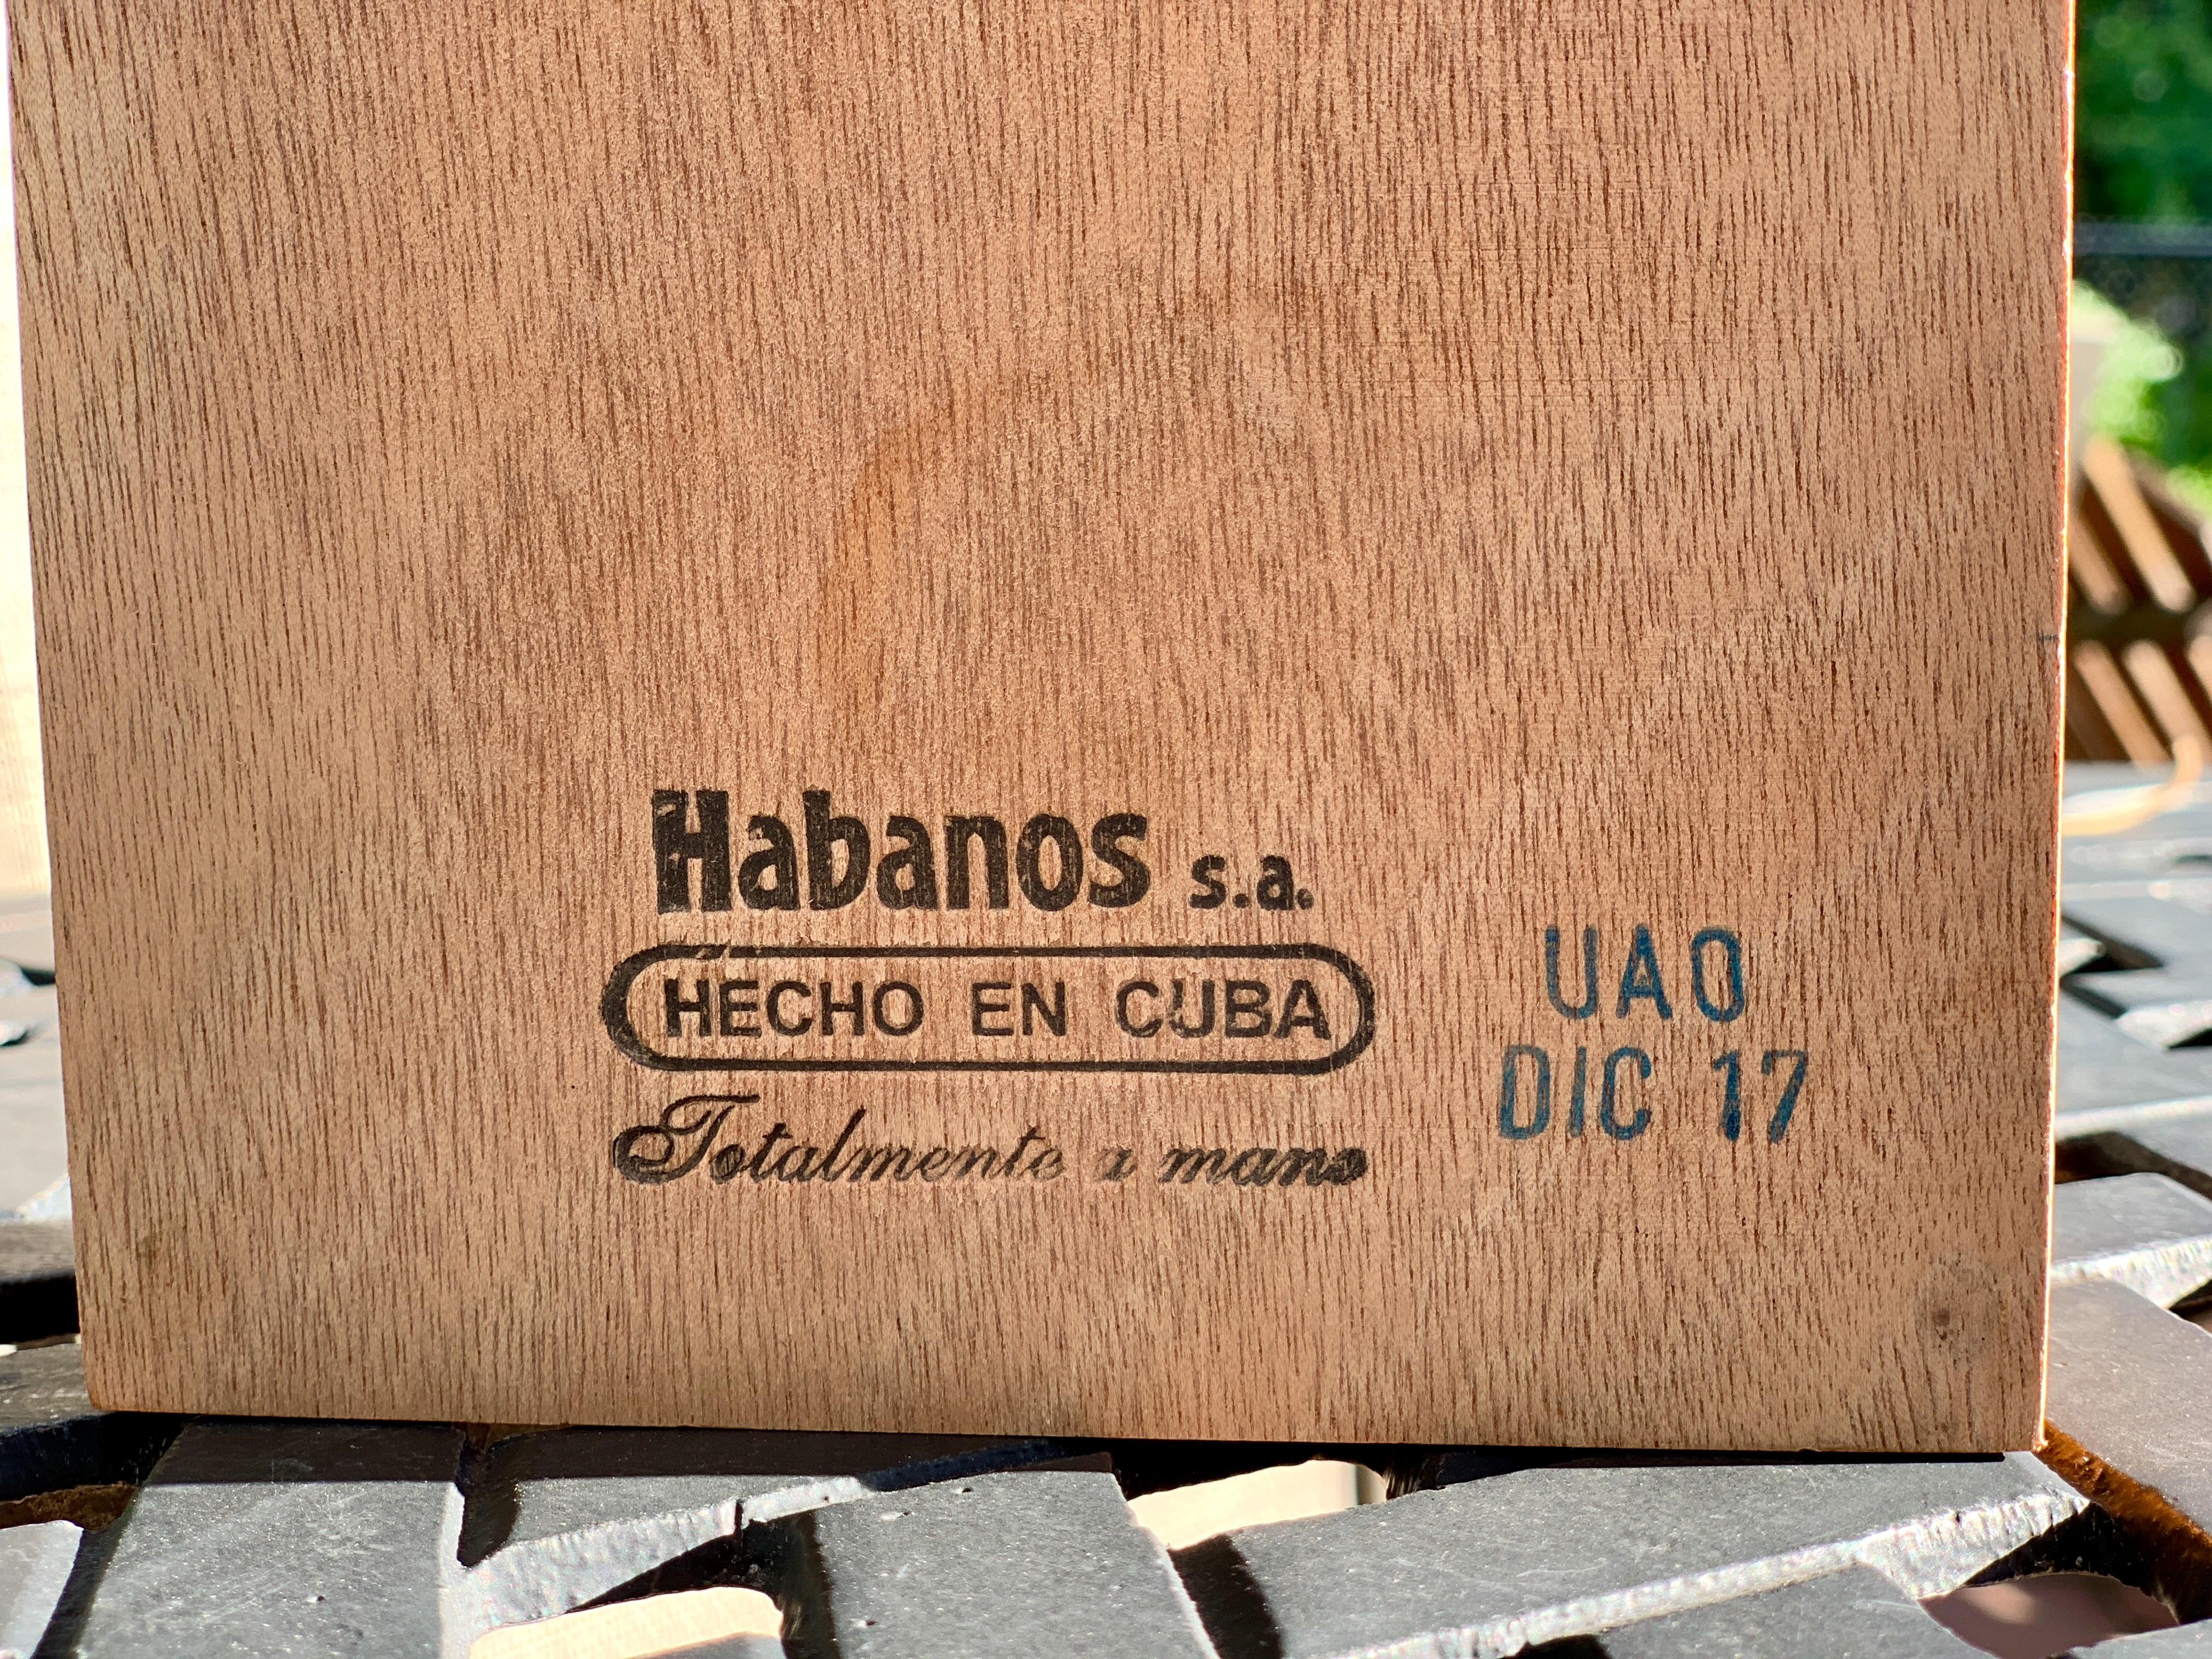 Habanos s.a.
HECHO EN CUBA
Totalmente a mano
UAO
DIC 17